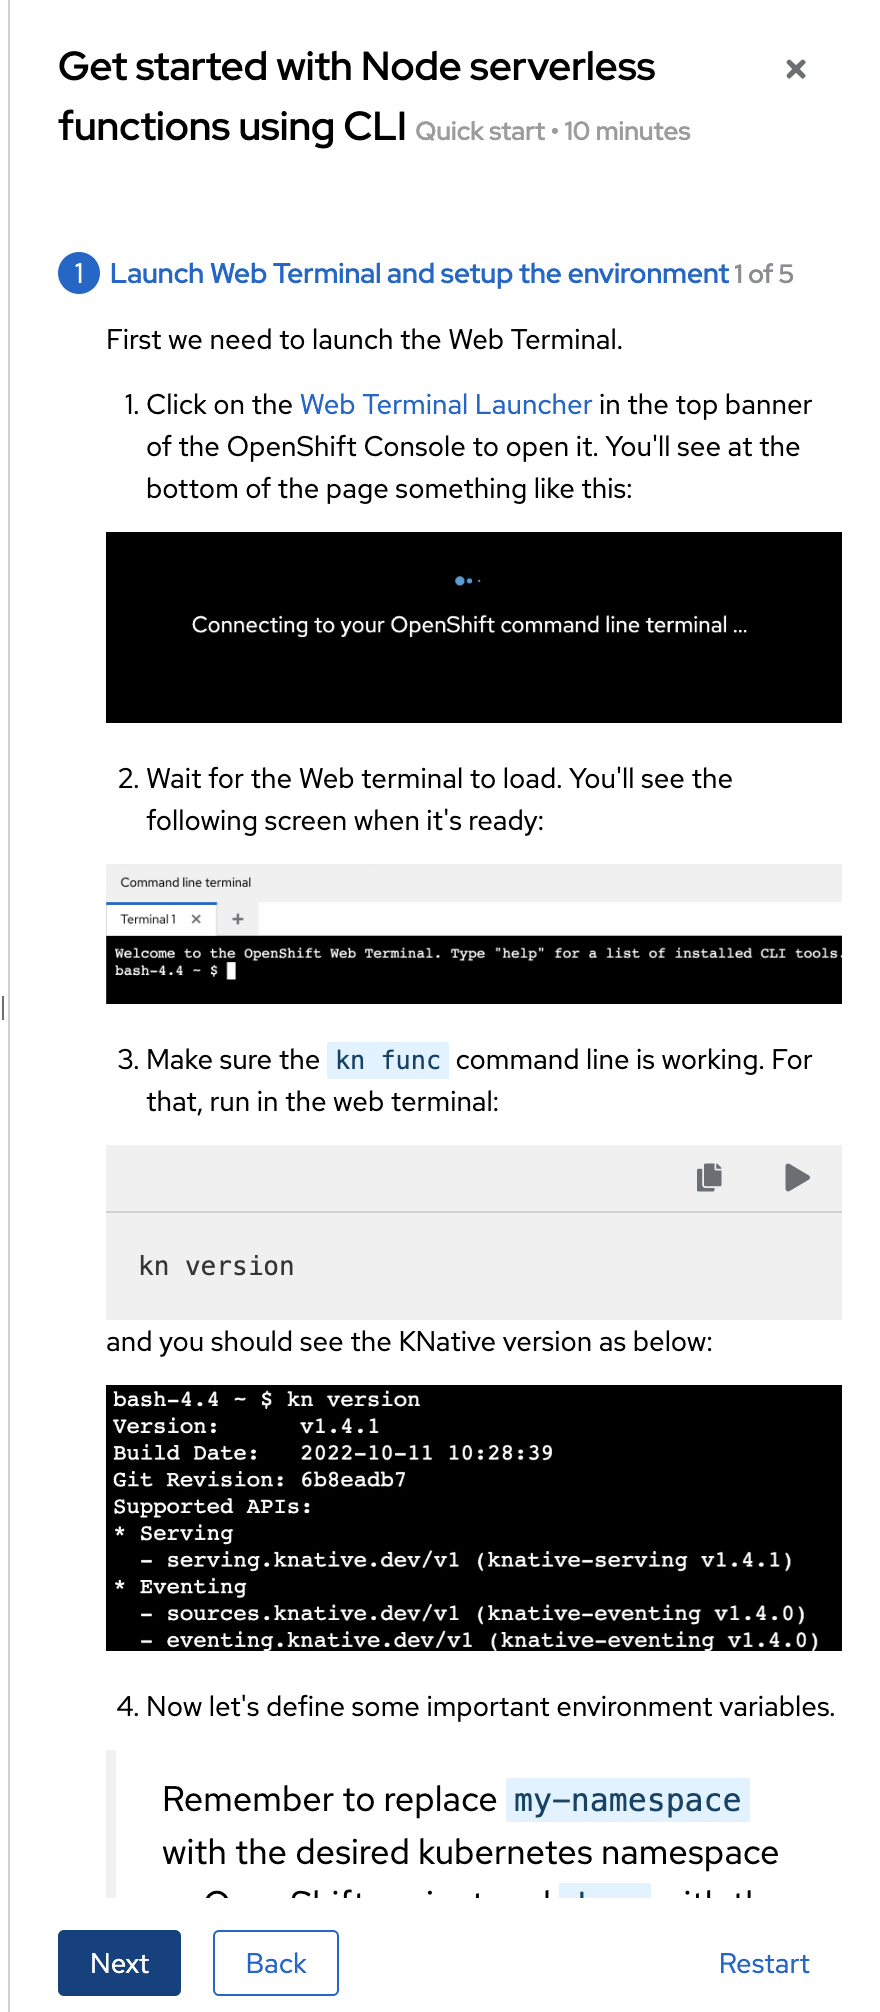 Get started with Node serverless
functions using CLI Quick start • 10 minutes
1 Launch Web Terminal and setup the environment 1 of 5
First we need to launch the Web Terminal.
1. Click on the Web Terminal Launcher in the top banner
of the OpenShift Console to open it. You'll see at the
bottom of the page something like this:
Connecting to your OpenShift command line terminal ...
2. Wait for the Web terminal to load. You'll see the
following screen when it's ready:
Command line terminal
Terminal 1 × +
Welcome to the OpenShift Web Terminal. Type "help" for a list of installed CLI tools.
bash-4.4 ~ $
3. Make sure the kn func command line is working. For
that, run in the web terminal:
kn version
and you should see the KNative version as below:
bash-4.4 ~ $ kn version
Version: v1.4.1
Build Date: 2022-10-11 10:28:39
Git Revision: 6b8eadb7
Supported APIs:
* Serving
- serving.knative.dev/v1 (knative-serving v1.4.1)
* Eventing
- sources.knative.dev/v1 (knative-eventing v1.4.0)
- eventing.knative.dev/v1 (knative-eventing v1.4.0)
4. Now let's define some important environment variables.
Remember to replace my-namespace
with the desired kubernetes namespace
Next Back Restart